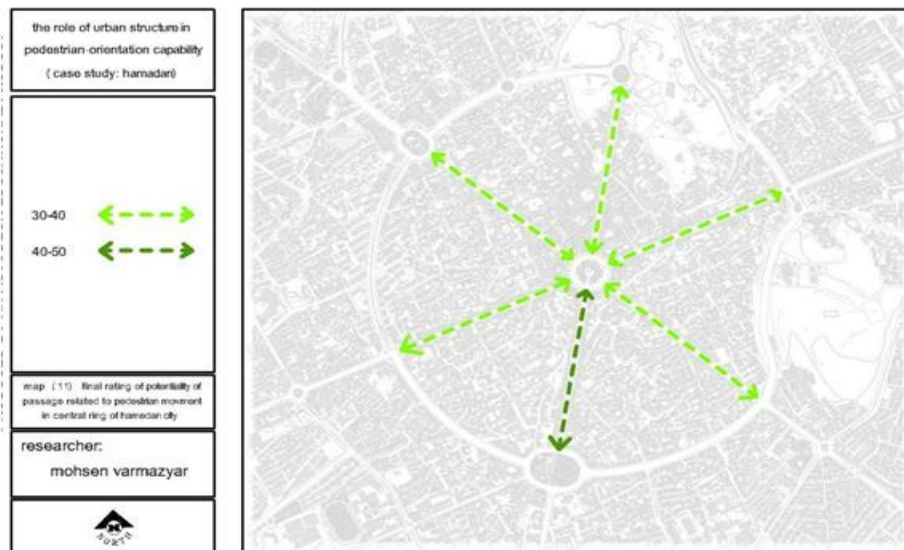 the role of urban structure in
pedestrian-orientation capability
( case study: hamadan)
30-40
40-50
map (11) final rating of potentiality of
passage related to pedestrian movment
in central ring of hamedan city
researcher:
mohsen varmazyar
N
NORTH